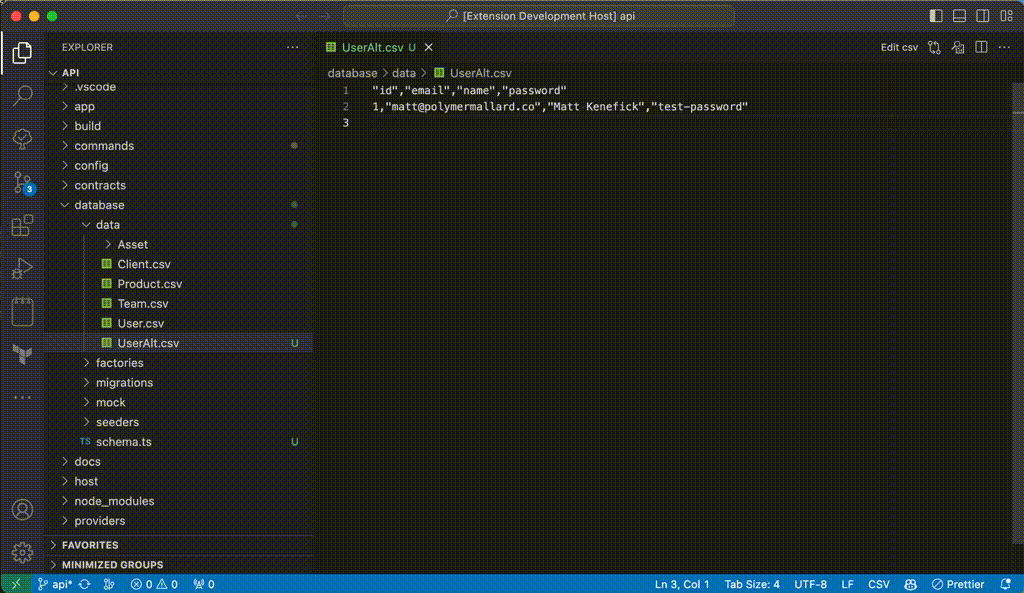 [Extension Development Host] api
EXPLORER
UserAlt.csv U
Edit csv
API
database > data > UserAlt.csv
.vscode
app
build
commands
config
contracts
database
data
Asset
Client.csv
Product.csv
Team.csv
User.csv
UserAlt.csv U
factories
migrations
mock
seeders
TS schema.ts U
docs
host
node_modules
providers
FAVORITES
MINIMIZED GROUPS
1 "id","email","name","password"
2 1,"matt@polymermallard.co","Matt Kenefick","test-password"
3
3
api* 0 0 0 Ln 3, Col 1 Tab Size: 4 UTF-8 LF CSV Prettier